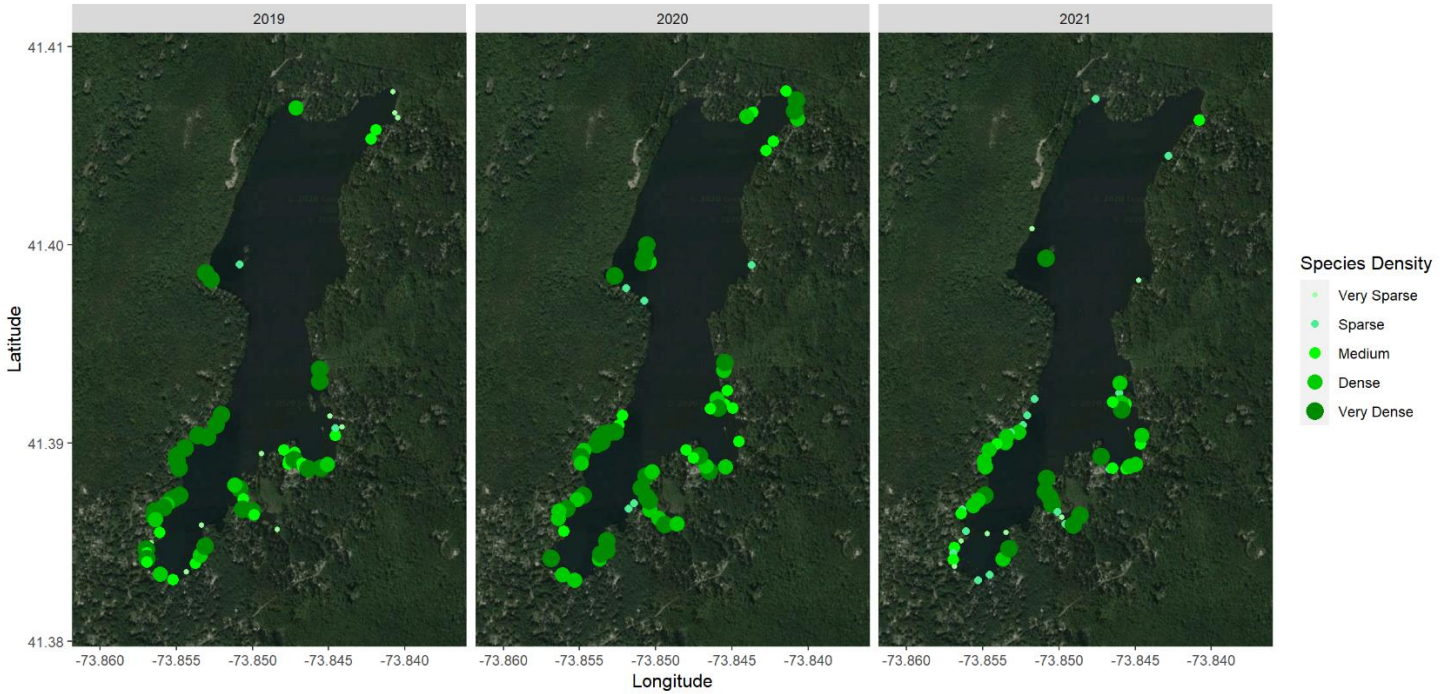 2019 2020 2021
41.41
41.40
41.39
41.38
Latitude
-73.860 -73.855 -73.850 -73.845 -73.840 -73.860 -73.855 -73.850 -73.845 -73.840 -73.860 -73.855 -73.850 -73.845 -73.840
Longitude
Species Density
Very Sparse
Sparse
Medium
Dense
Very Dense